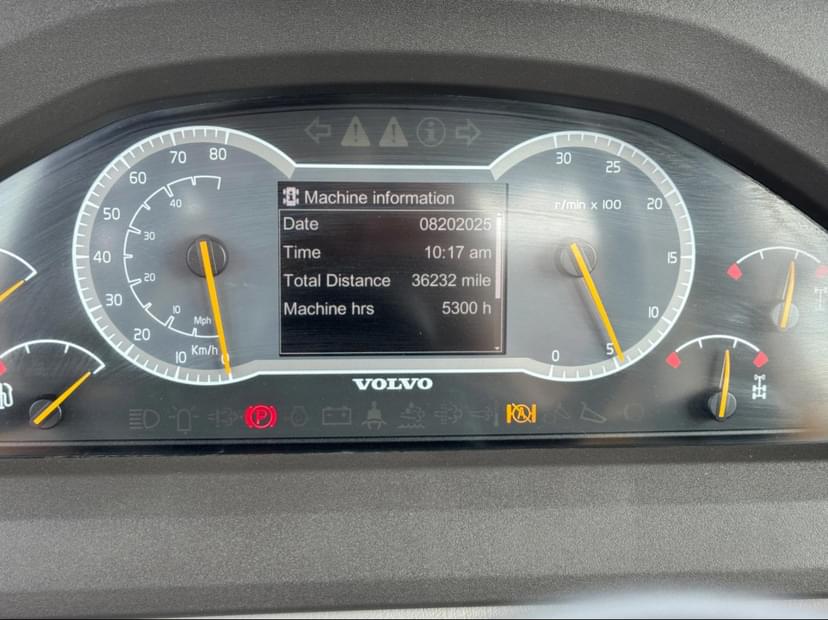 Machine information
Date 08202025
Time 10:17 am
Total Distance 36232 mile
Machine hrs 5300 h
80
70
60
50
40
30
20
10
0
Km/h
40
30
20
10
Mph
30
25
20
15
10
5
0
r/min x 100
VOLVO
P
A